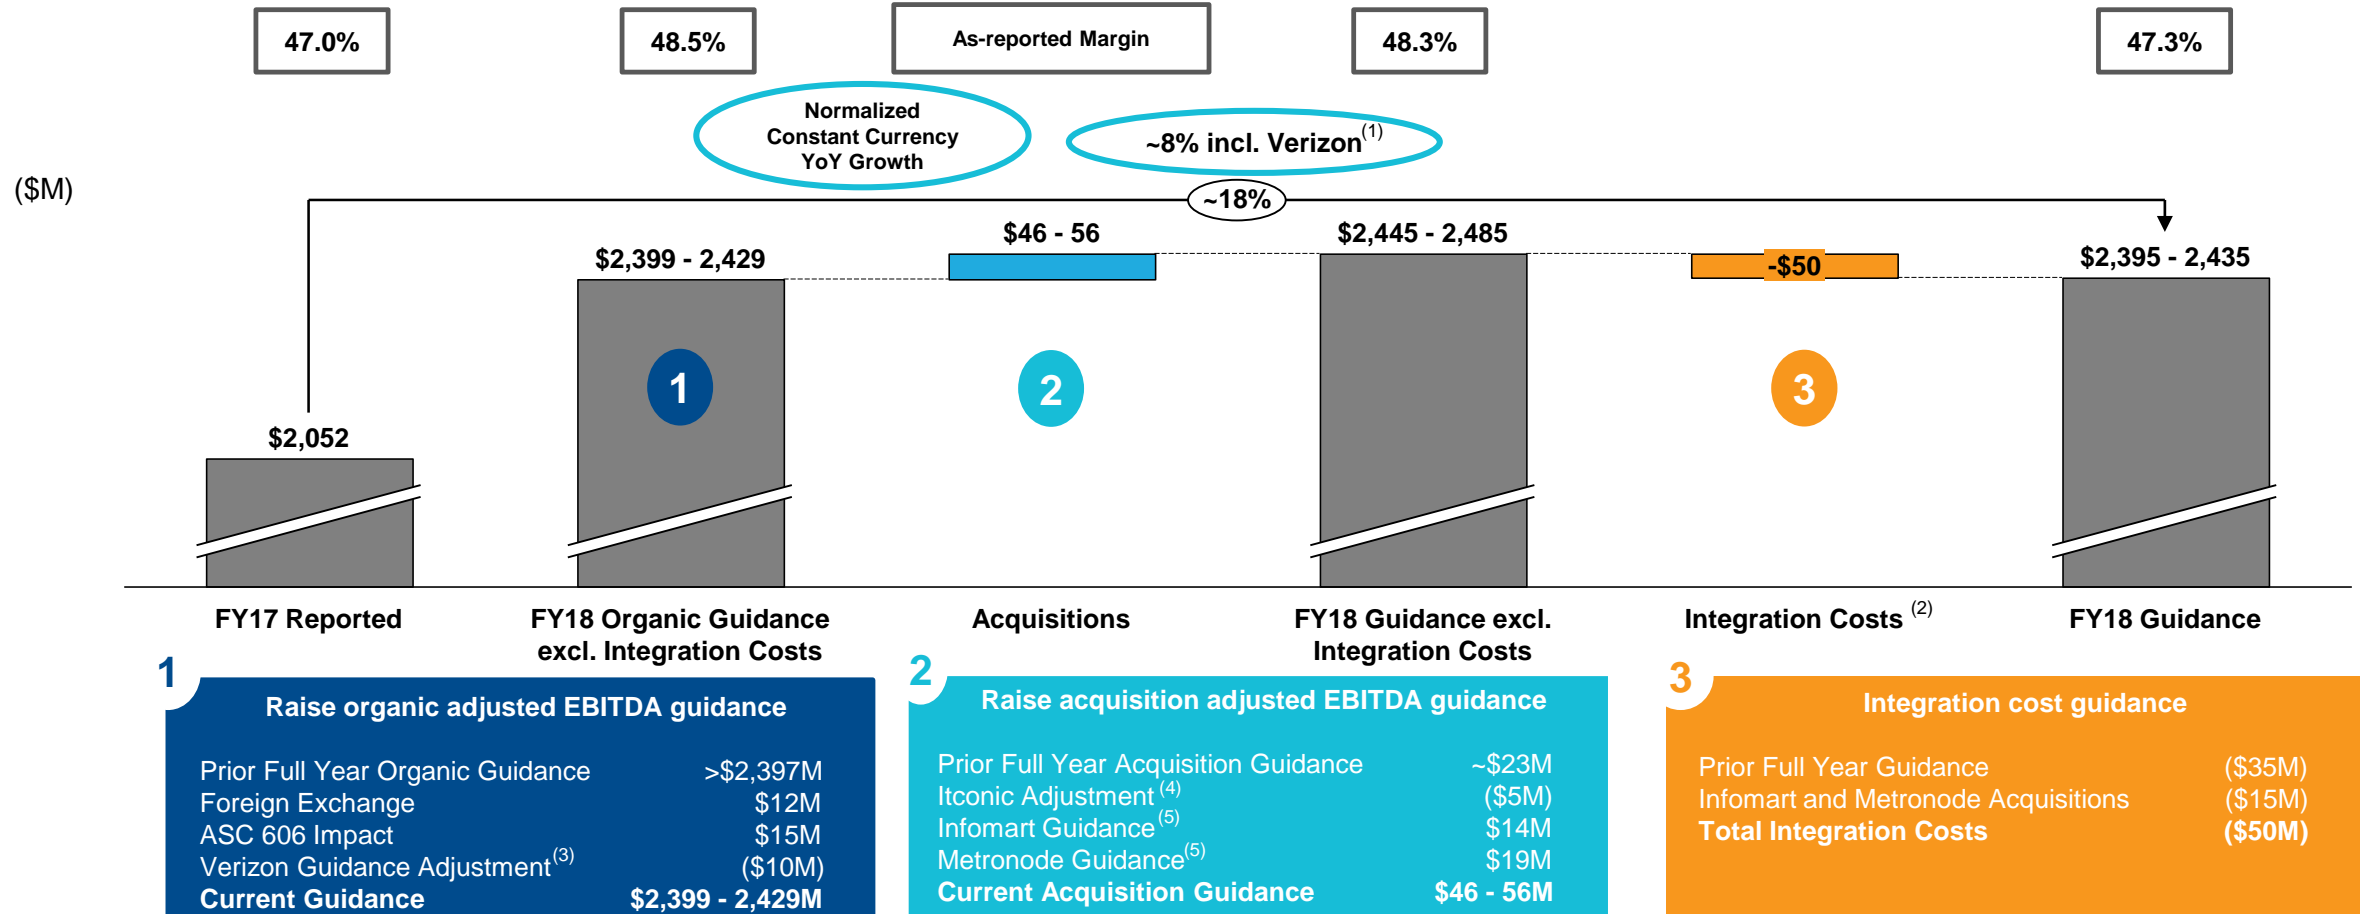 47.0%
48.5%
As-reported Margin
48.3%
47.3%
Normalized
Constant Currency
YoY Growth
~8% incl. Verizon(1)
($M)
~18%
$2,052
$2,399 - 2,429
$46 - 56
$2,445 - 2,485
-$50
$2,395 - 2,435
1
2
3
FY17 Reported
FY18 Organic Guidance
excl. Integration Costs
Acquisitions
FY18 Guidance excl.
Integration Costs
Integration Costs (2)
FY18 Guidance
1
Raise organic adjusted EBITDA guidance
Prior Full Year Organic Guidance >$2,397M
Foreign Exchange $12M
ASC 606 Impact $15M
Verizon Guidance Adjustment(3) ($10M)
Current Guidance $2,399 - 2,429M
2
Raise acquisition adjusted EBITDA guidance
Prior Full Year Acquisition Guidance ~$23M
Itconic Adjustment (4) ($5M)
Infomart Guidance(5) $14M
Metronode Guidance(5) $19M
Current Acquisition Guidance $46 - 56M
3
Integration cost guidance
Prior Full Year Guidance ($35M)
Infomart and Metronode Acquisitions ($15M)
Total Integration Costs ($50M)